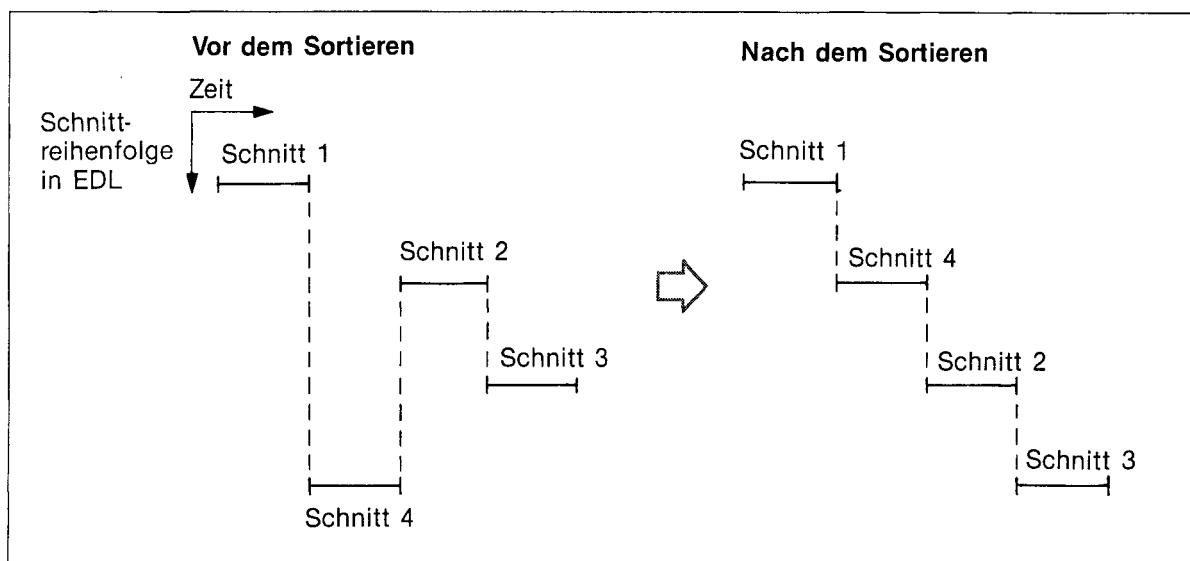 Vor dem Sortieren
Zeit
Schnitt-
reihenfolge
in EDL
Schnitt 1
Schnitt 2
Schnitt 3
Schnitt 4
Nach dem Sortieren
Schnitt 1
Schnitt 4
Schnitt 2
Schnitt 3